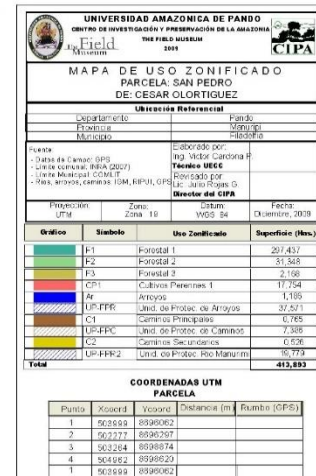 UNIVERSIDAD AMAZONICA DE PANDO
CENTRO DE INVESTIGACIÓN Y PRESERVACIÓN DE LA AMAZONIA
THE FIELD MUSEUM
2009
The Field Museum
CIPA
MAPA DE USO ZONIFICADO
PARCELA: SAN PEDRO
DE: CESAR OLORTIGUEZ
Ubicación Referencial
Departamento Pando
Provincia Manuripi
Municipio Filadelfia
Fuente:
- Datos de Campo: GPS
- Límite comunal: INRA (2007)
- Límite Municipal: COMLIT
- Ríos, arroyos, caminos: IGM, RIPUI, GPS
Elaborado por:
Ing. Victor Cardona P.
Técnico UEGC
Revisado por
Lic. Julio Rojas G.
Director del CIPA
Proyección: UTM
Zona: Zona 19
Datum: WGS 84
Fecha: Diciembre, 2009
Gráfico Símbolo Uso Zonificado Superficie (Has.)
F1 Forestal 1 297,437
F2 Forestal 2 31,348
F3 Forestal 3 2,168
CP1 Cultivos Perennes 1 17,754
Ar Arroyos 1,185
UP-FPR Unid. de Protec. de Arroyos 37,571
C1 Caminos Principales 0,765
UP-FPC Unid. de Protec. de Caminos 7,386
C2 Caminos Secundarios 0,526
UP-FPR2 Unid. de Protec. Rio Manurimi 19,779
Total 413,893
COORDENADAS UTM
PARCELA
Punto Xcoord Ycoord Distancia (m) Rumbo (GPS)
1 503999 8696062
2 502277 8696297
3 503264 8698874
4 504962 8698620
1 503999 8696062